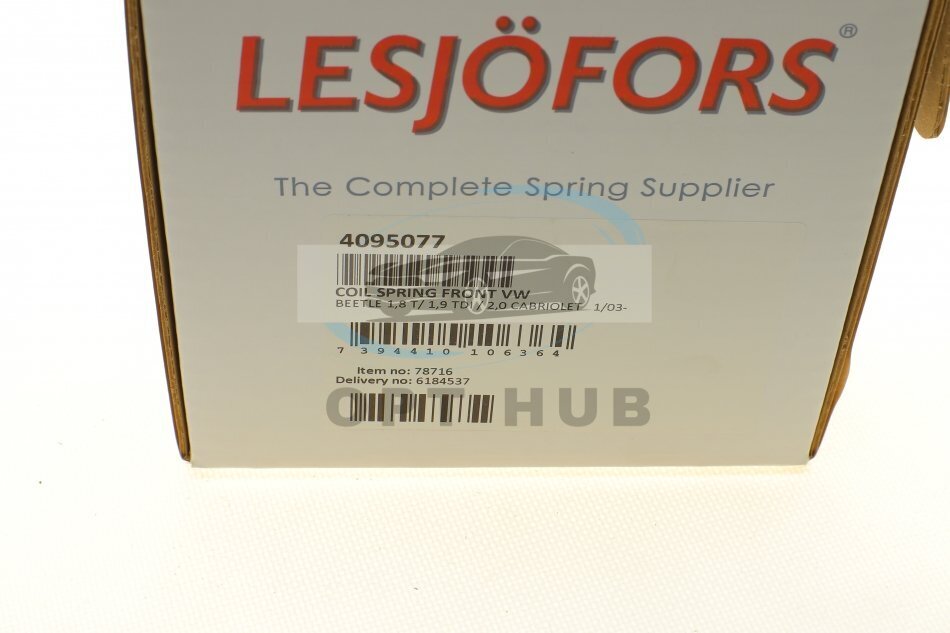 LESJÖFORS®
The Complete Spring Supplier
4095077
COIL SPRING FRONT VW
BEETLE 1,8 T/ 1,9 TDI / 2,0 CABRIOLET 1/03-
7 394410 106364
Item no: 78716
Delivery no: 6184537
OPT HUB